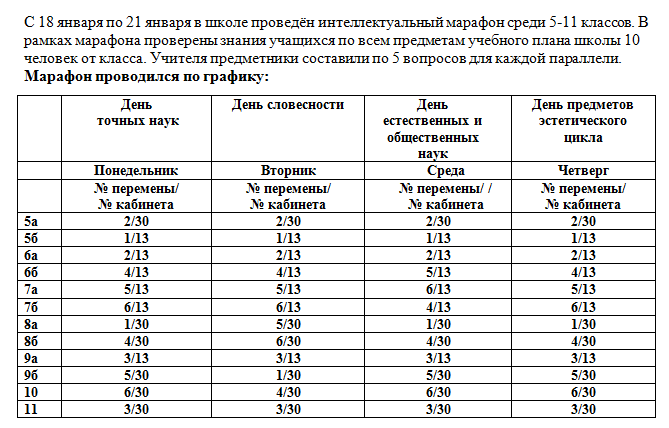 С 18 января по 21 января в школе проведён интеллектуальный марафон среди 5-11 классов. В
рамках марафона проверены знания учащихся по всем предметам учебного плана школы 10
человек от класса. Учителя предметники составили по 5 вопросов для каждой параллели.
Марафон проводился по графику:
День точных наук День словесности День естественных и общественных наук День предметов эстетического цикла
Понедельник Вторник Среда Четверг
№ перемены/ № кабинета № перемены/ № кабинета № перемены/ / № кабинета № перемены/ № кабинета
5а 2/30 2/30 2/30 2/30
5б 1/13 1/13 1/13 1/13
6а 2/13 2/13 2/13 2/13
6б 4/13 4/13 5/13 4/13
7а 5/13 5/13 6/13 5/13
7б 6/13 6/13 4/13 6/13
8а 1/30 5/30 1/30 1/30
8б 4/30 6/30 4/30 4/30
9а 3/13 3/13 3/13 3/13
9б 5/30 1/30 5/30 5/30
10 6/30 4/30 6/30 6/30
11 3/30 3/30 3/30 3/30